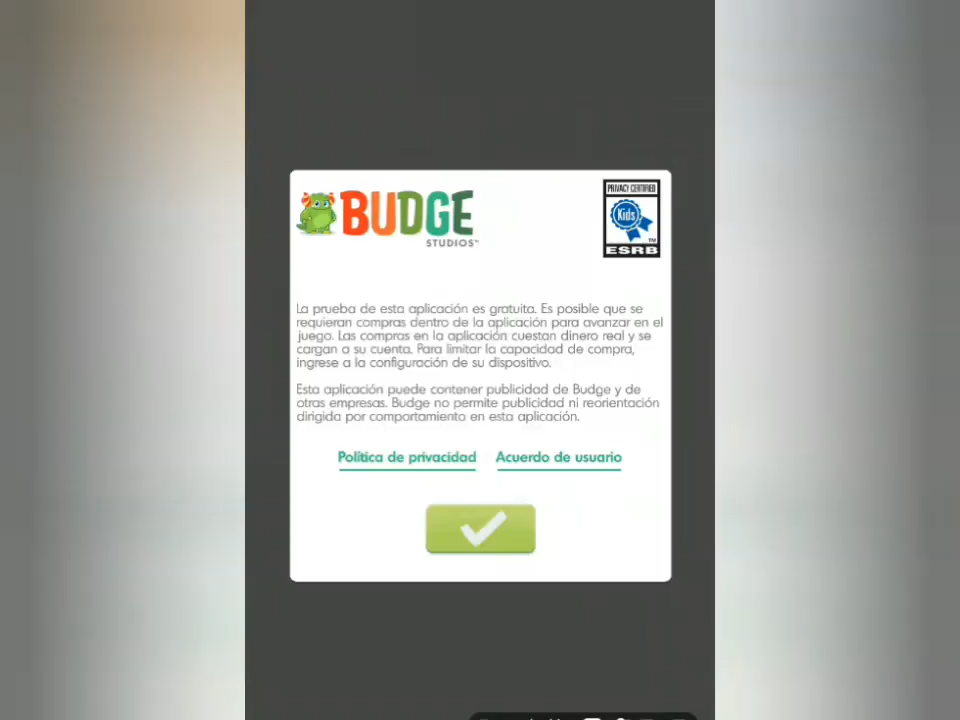 BUDGE
STUDIOS™
PRIVACY CERTIFIED
Kids
TM
ESRB
La prueba de esta aplicación es gratuita. Es posible que se
requieran compras dentro de la aplicación para avanzar en el
juego. Las compras en la aplicación cuestan dinero real y se
cargan a su cuenta. Para limitar la capacidad de compra,
ingrese a la configuración de su dispositivo.
Esta aplicación puede contener publicidad de Budge y de
otras empresas. Budge no permite publicidad ni reorientación
dirigida por comportamiento en esta aplicación.
Política de privacidad Acuerdo de usuario